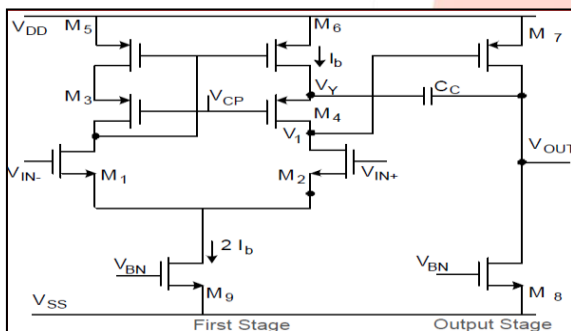 VDD M5 M6 M7
Ib
M3 VCP VY CC
M4
V1
VOUT
VIN- M1 M2 VIN+
2 Ib
VBN VBN
M9 M8
VSS
First Stage Output Stage